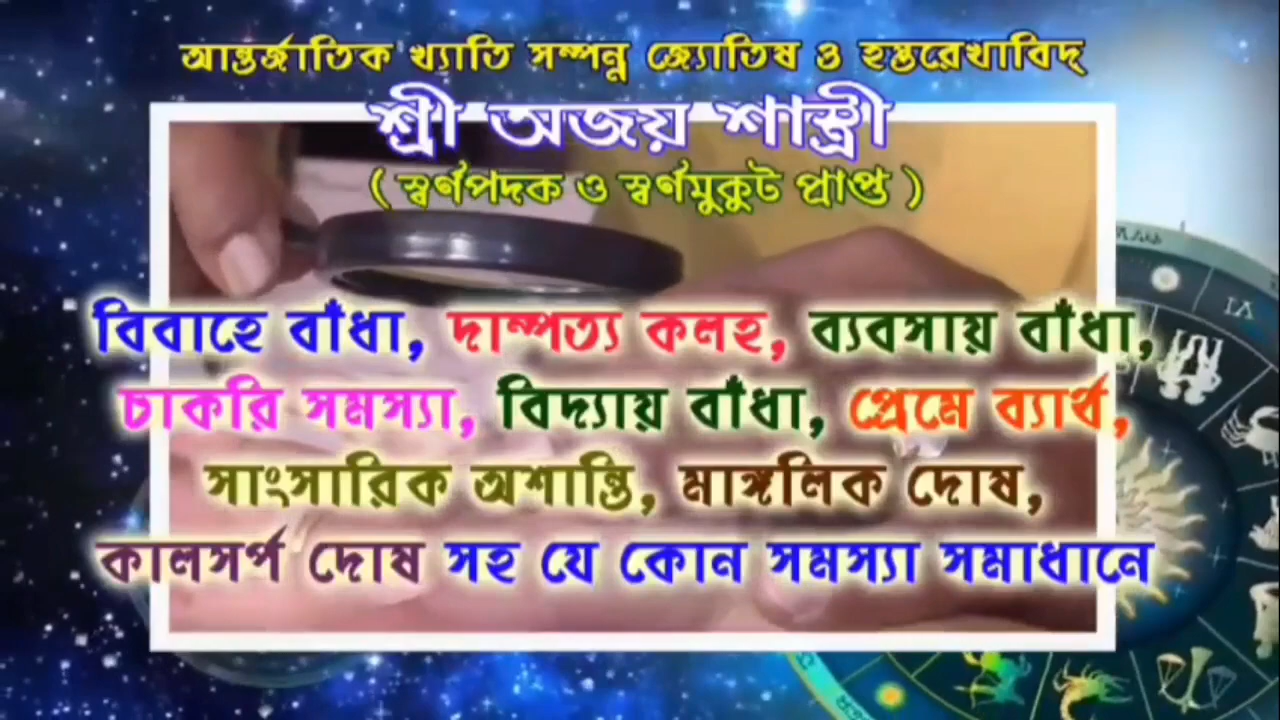 আন্তর্জাতিক খ্যাতি সম্পন্ন জ্যোতিষ ও হস্তরেখাবিদ্
শ্রী অজয় শাস্ত্রী
( স্বর্ণপদক ও স্বর্ণমুকুট প্রাপ্ত )
বিবাহে বাঁধা, দাম্পত্য কলহ, ব্যবসায় বাঁধা,
চাকরি সমস্যা, বিদ্যায় বাঁধা, প্রেমে ব্যার্থ,
সাংসারিক অশান্তি, মাঙ্গলিক দোষ,
কালসর্প দোষ সহ যে কোন সমস্যা সমাধানে